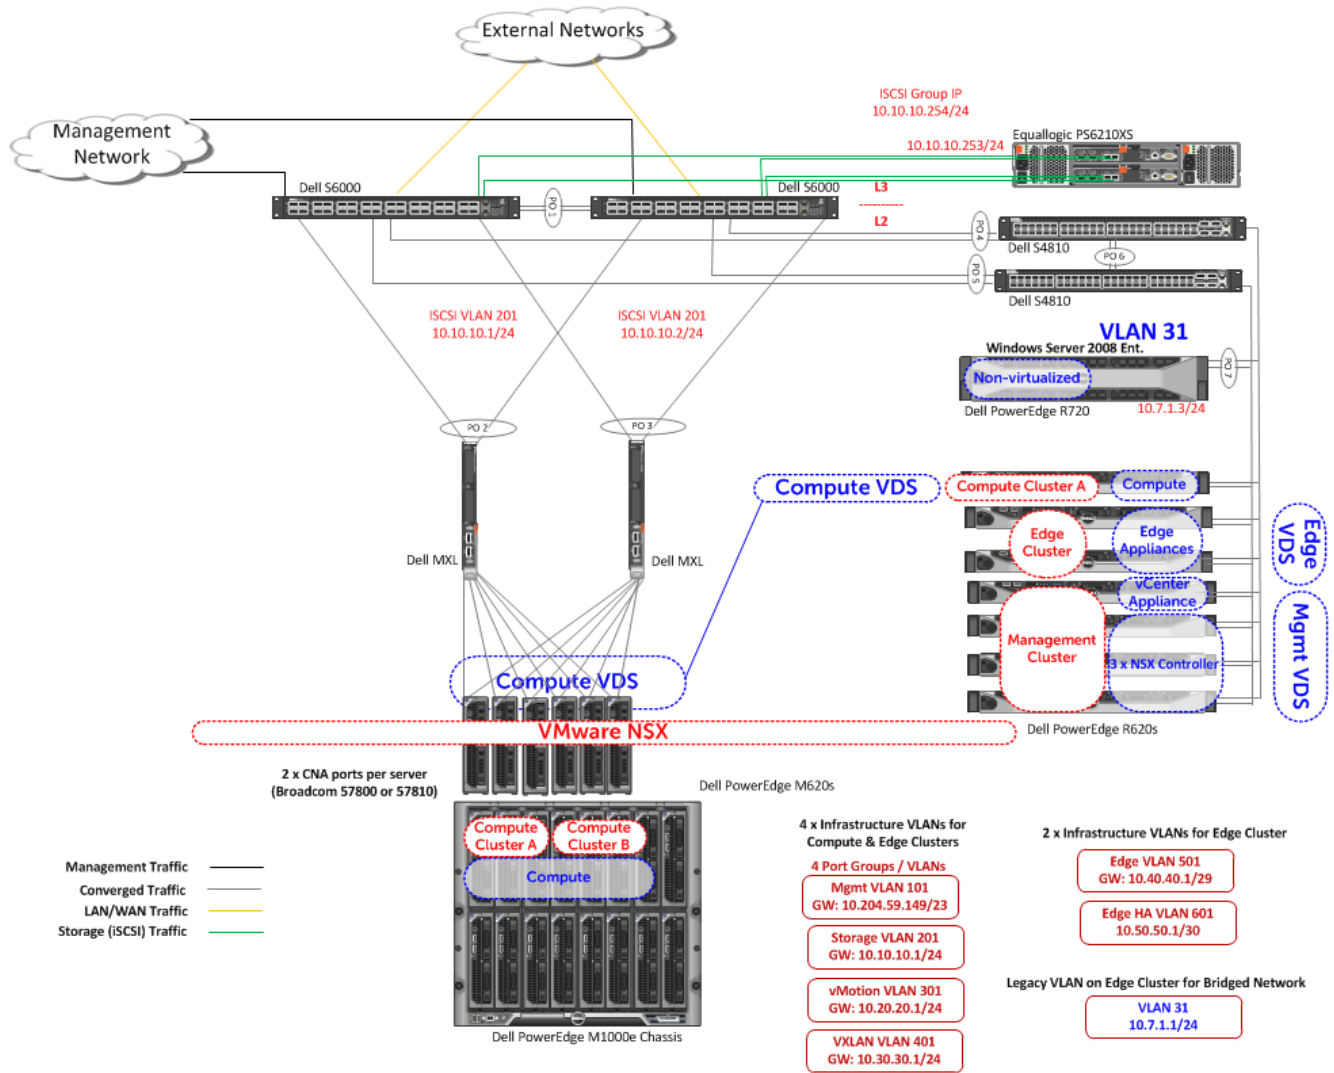 External Networks
Management
Network
ISCSI Group IP
10.10.10.254/24
10.10.10.253/24
Equallogic PS6210XS
Dell S6000
Dell S6000
PO 1
L3
L2
PO 4
Dell S4810
PO 6
PO 5
Dell S4810
ISCSI VLAN 201
10.10.10.1/24
ISCSI VLAN 201
10.10.10.2/24
VLAN 31
Windows Server 2008 Ent.
Non-virtualized
PO 7
Dell PowerEdge R720
10.7.1.3/24
PO 2
PO 3
Compute VDS
Compute Cluster A
Compute
Edge
Cluster
Edge
Appliances
Edge
VDS
Dell MXL
Dell MXL
vCenter
Appliance
Management
Cluster
3 x NSX Controller
Mgmt VDS
Compute VDS
VMware NSX
Dell PowerEdge R620s
2 x CNA ports per server
(Broadcom 57800 or 57810)
Dell PowerEdge M620s
Compute
Cluster A
Compute
Cluster B
Compute
Dell PowerEdge M1000e Chassis
Management Traffic
Converged Traffic
LAN/WAN Traffic
Storage (iSCSI) Traffic
4 x Infrastructure VLANs for
Compute & Edge Clusters
4 Port Groups / VLANs
Mgmt VLAN 101
GW: 10.204.59.149/23
Storage VLAN 201
GW: 10.10.10.1/24
vMotion VLAN 301
GW: 10.20.20.1/24
VXLAN VLAN 401
GW: 10.30.30.1/24
2 x Infrastructure VLANs for Edge Cluster
Edge VLAN 501
GW: 10.40.40.1/29
Edge HA VLAN 601
10.50.50.1/30
Legacy VLAN on Edge Cluster for Bridged Network
VLAN 31
10.7.1.1/24